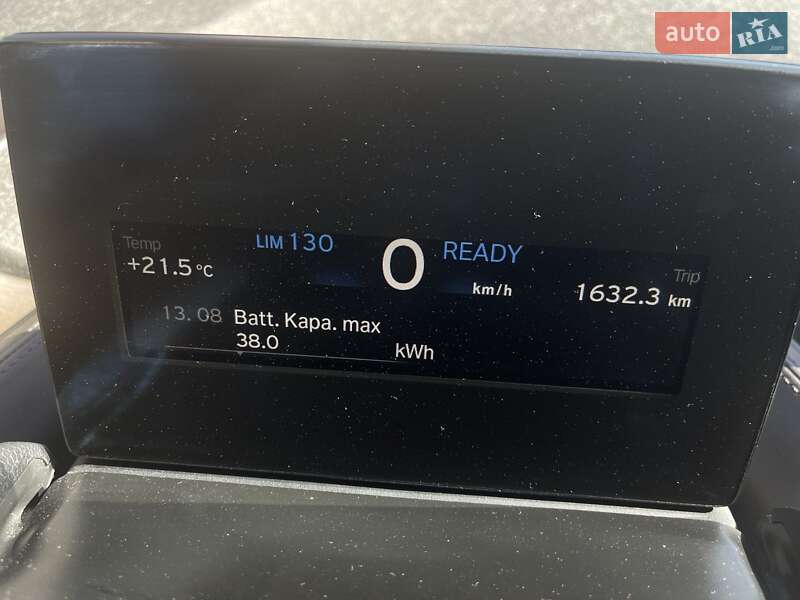 auto RIA.com
Temp
+21.5 °C
LIM 130
0
km/h
READY
Trip
1632.3 km
13. 08 Batt. Kapa. max
38.0 kWh